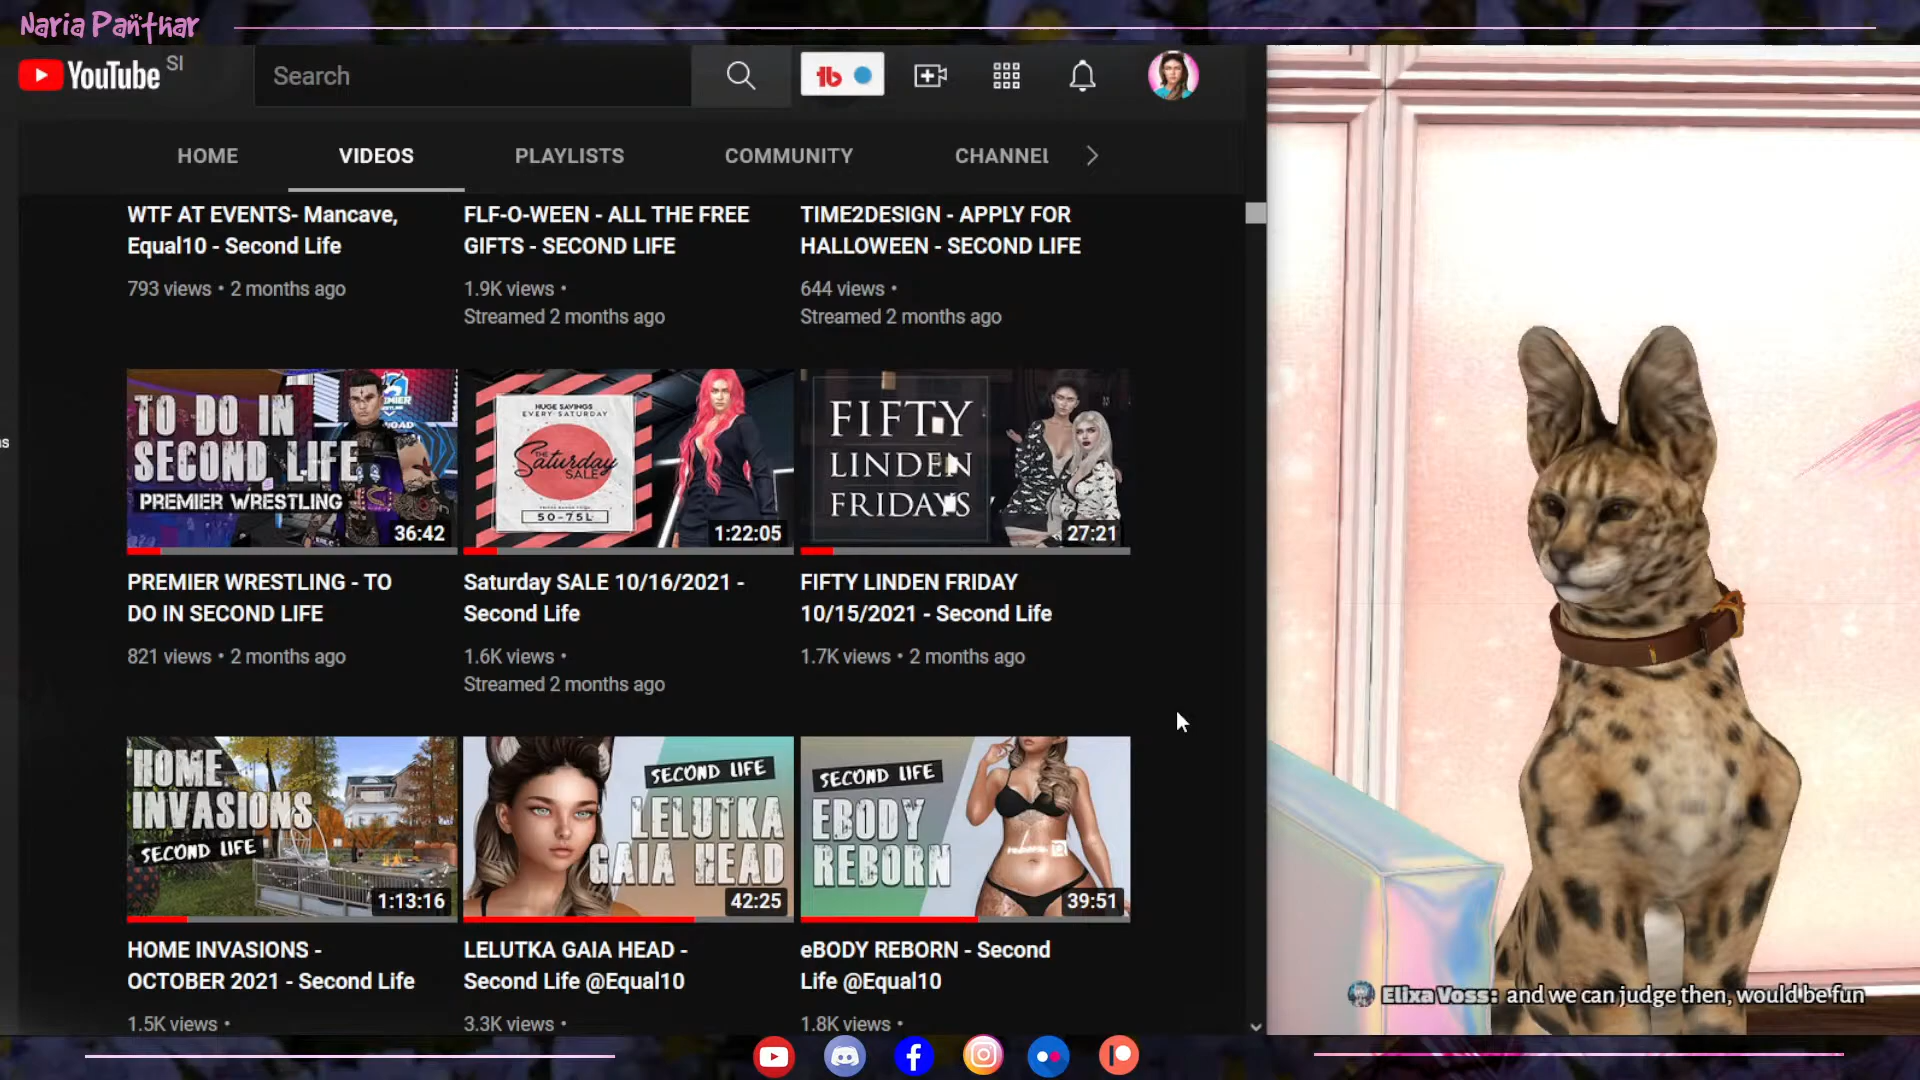 Naria Panthar
YouTube SI
Search
HOME VIDEOS PLAYLISTS COMMUNITY CHANNEL
WTF AT EVENTS- Mancave,
Equal10 - Second Life
793 views • 2 months ago
FLF-O-WEEN - ALL THE FREE
GIFTS - SECOND LIFE
1.9K views •
Streamed 2 months ago
TIME2DESIGN - APPLY FOR
HALLOWEEN - SECOND LIFE
644 views •
Streamed 2 months ago
TO DO IN
SECOND LIFE
PREMIER WRESTLING
36:42
PREMIER WRESTLING - TO
DO IN SECOND LIFE
821 views • 2 months ago
HUGE SAVINGS
EVERY SATURDAY
THE
Saturday
SALE
50-75L
1:22:05
Saturday SALE 10/16/2021 -
Second Life
1.6K views •
Streamed 2 months ago
FIFTY
LINDEN
FRIDAYS
27:21
FIFTY LINDEN FRIDAY
10/15/2021 - Second Life
1.7K views • 2 months ago
HOME
INVASIONS
SECOND LIFE
1:13:16
HOME INVASIONS -
OCTOBER 2021 - Second Life
1.5K views •
SECOND LIFE
LELUTKA
GAIA HEAD
42:25
LELUTKA GAIA HEAD -
Second Life @Equal10
3.3K views •
SECOND LIFE
EBODY
REBORN
reborn
39:51
eBODY REBORN - Second
Life @Equal10
1.8K views •
Elixa Voss: and we can judge then, would be fun